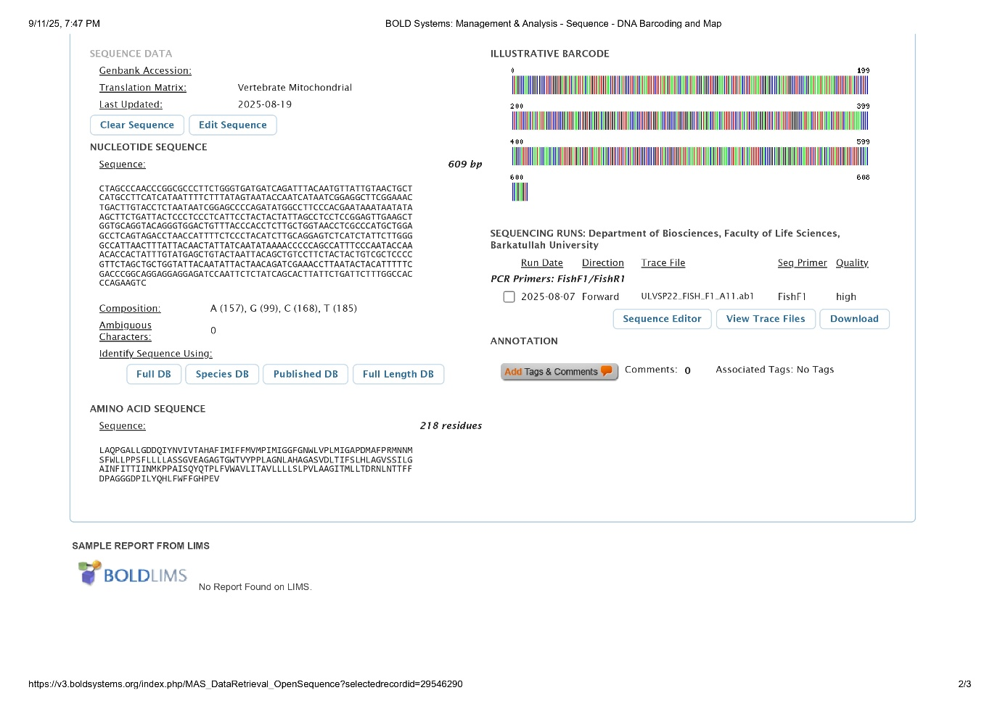 9/11/25, 7:47 PM
BOLD Systems: Management & Analysis - Sequence - DNA Barcoding and Map
SEQUENCE DATA
Genbank Accession:
Translation Matrix: Vertebrate Mitochondrial
Last Updated: 2025-08-19
Clear Sequence Edit Sequence
NUCLEOTIDE SEQUENCE
Sequence: 609 bp
CTAGCCCAACCCGGCGCCCTTCTGGGTGATGATCAGATTTACAATGTTATTGTAACTGCT
CATGCCTTCATCATAATTTTCTTTATAGTAATACCAATCATAATCGGAGGCTTCGGAAAC
TGACTTGTACCTCTAATAATCGGAGCCCCAGATATGGCCTTCCCACGAATAAATAATATA
AGCTTCTGATTACTCCCTCCCTCATTCCTACTACTATTAGCCTCCTCCGGAGTTGAAGCT
GGTGCAGGTACAGGGTGGACTGTTTACCCACCTCTTGCTGGTAACCTCGCCCATGCTGGA
GCCTCAGTAGACCTAACCATTTTCTCCCTACATCTTGCAGGAGTCTCATCTATTCTTGGG
GCCATTAACTTTATTACAACTATTATCAATATAAAACCCCCAGCCATTTCCCAATACCAA
ACACCACTATTTGTATGAGCTGTACTAATTACAGCTGTCCTTCTACTACTGTCGCTCCCC
GTTCTAGCTGCTGGTATTACAATATTACTAACAGATCGAAACCTTAATACTACATTTTTC
GACCCGGCAGGAGGAGGAGATCCAATTCTCTATCAGCACTTATTCTGATTCTTTGGCCAC
CCAGAAGTC
Composition: A (157), G (99), C (168), T (185)
Ambiguous
Characters: 0
Identify Sequence Using:
Full DB Species DB Published DB Full Length DB
AMINO ACID SEQUENCE
Sequence: 218 residues
LAQPGALLGDDQIYNVIVTAHAFIMIFFMVMPIMIGGFGNWLVPLMIGAPDMAFPRMNNM
SFWLLPPSFLLLLASSGVEAGAGTGWTVYPPLAGNLAHAGASVDLTIFSLHLAGVSSILG
AINFITTIINMKPPAISQYQTPLFVWAVLITAVLLLLSLPVLAAGITMLLTDRNLNTTFF
DPAGGGDPILYQHLFWFFGHPEV
ILLUSTRATIVE BARCODE
0 199
200 399
400 599
600 608
SEQUENCING RUNS: Department of Biosciences, Faculty of Life Sciences,
Barkatullah University
Run Date Direction Trace File Seq Primer Quality
PCR Primers: FishF1/FishR1
2025-08-07 Forward ULVSP22_FISH_F1_A11.ab1 FishF1 high
Sequence Editor View Trace Files Download
ANNOTATION
Add Tags & Comments Comments: 0 Associated Tags: No Tags
SAMPLE REPORT FROM LIMS
BOLDLIMS No Report Found on LIMS.
https://v3.boldsystems.org/index.php/MAS_DataRetrieval_OpenSequence?selectedrecordid=29546290
2/3